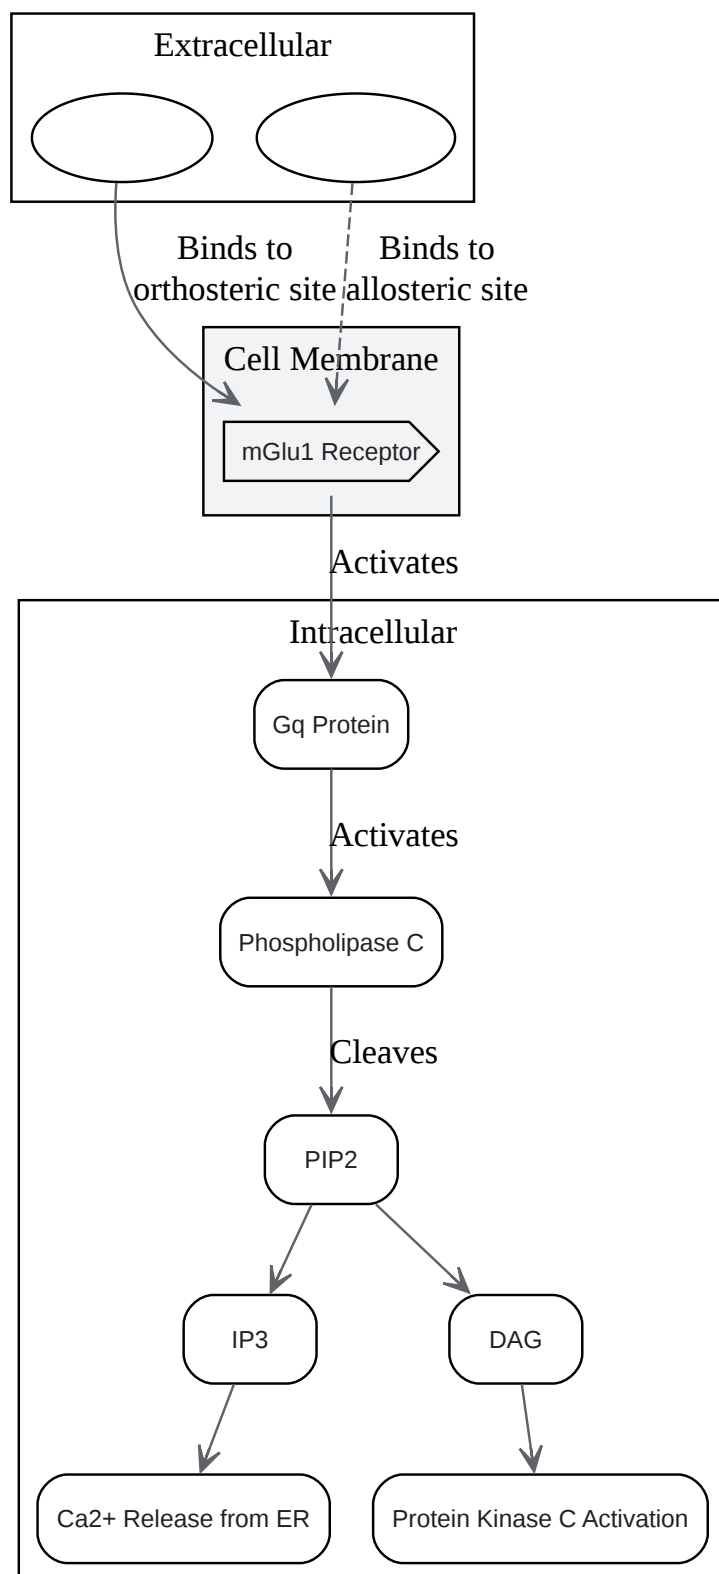 Extracellular
Binds to
orthosteric site
Binds to
allosteric site
Cell Membrane
mGlu1 Receptor
Activates
Intracellular
Gq Protein
Activates
Phospholipase C
Cleaves
PIP2
IP3
DAG
Ca2+ Release from ER
Protein Kinase C Activation